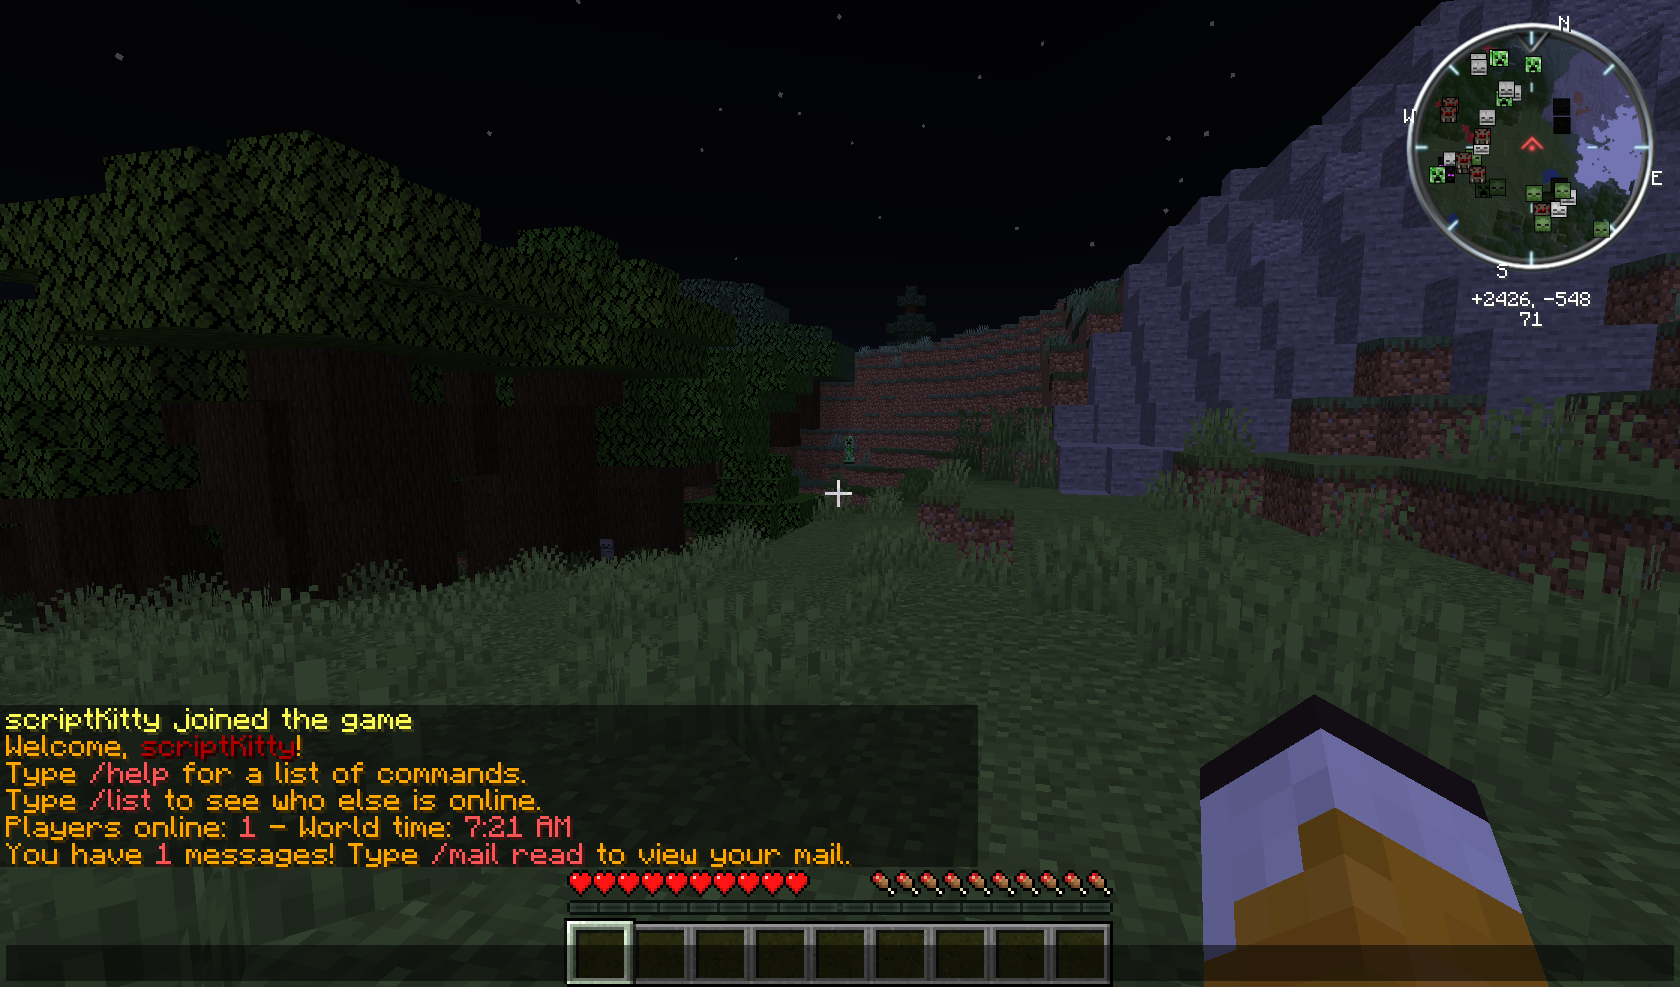 N
W
E
S
+2426, -548
71
scriptKitty joined the game
Welcome, scriptKitty!
Type /help for a list of commands.
Type /list to see who else is online.
Players online: 1 - World time: 7:21 AM
You have 1 messages! Type /mail read to view your mail.